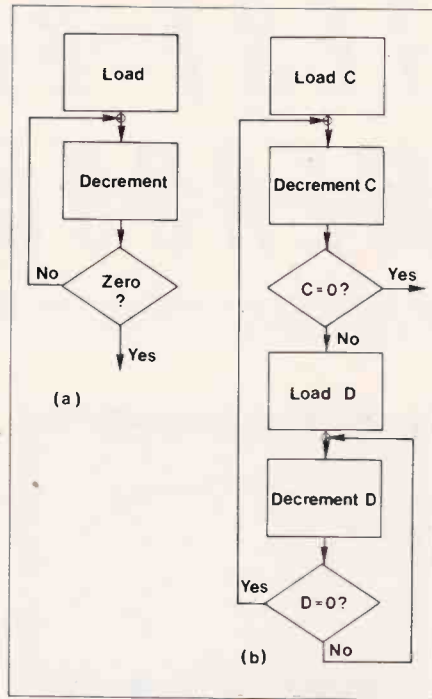 Load
Decrement
No
Zero
?
Yes
(a)
Load C
Decrement C
C=0?
Yes
No
Load D
Decrement D
Yes
D=0?
No
(b)